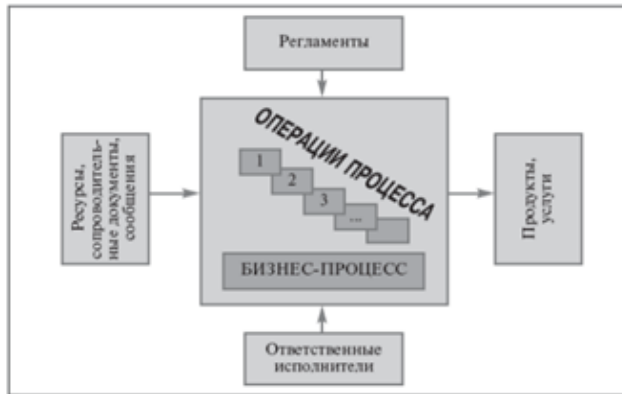 Регламенты
Ресурсы,
сопроводитель-
ные документы,
сообщения
ОПЕРАЦИИ ПРОЦЕССА
1
2
3
...
БИЗНЕС-ПРОЦЕСС
Продукты,
услуги
Ответственные
исполнители